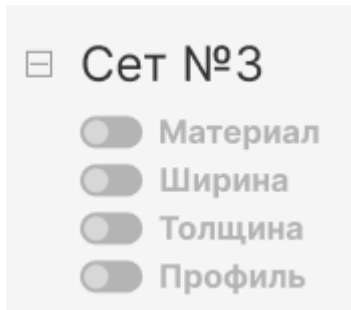 Сет №3
Материал
Ширина
Толщина
Профиль